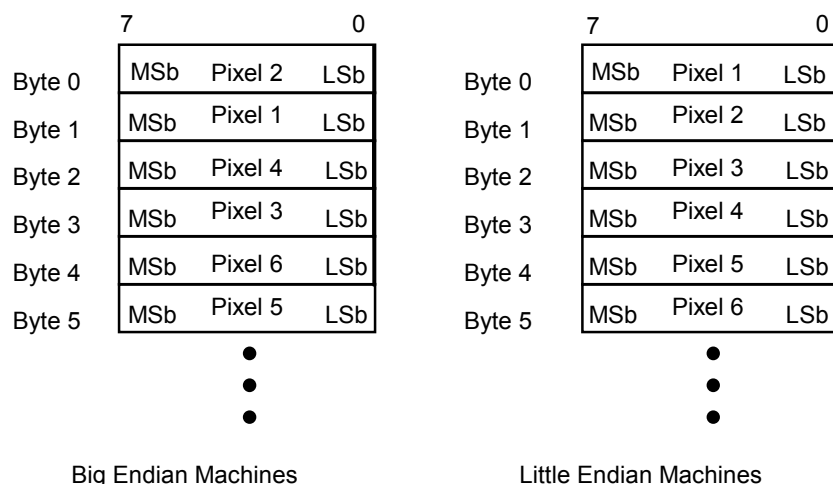 7 0
Byte 0 MSb Pixel 2 LSb
Byte 1 MSb Pixel 1 LSb
Byte 2 MSb Pixel 4 LSb
Byte 3 MSb Pixel 3 LSb
Byte 4 MSb Pixel 6 LSb
Byte 5 MSb Pixel 5 LSb
Big Endian Machines
7 0
Byte 0 MSb Pixel 1 LSb
Byte 1 MSb Pixel 2 LSb
Byte 2 MSb Pixel 3 LSb
Byte 3 MSb Pixel 4 LSb
Byte 4 MSb Pixel 5 LSb
Byte 5 MSb Pixel 6 LSb
Little Endian Machines